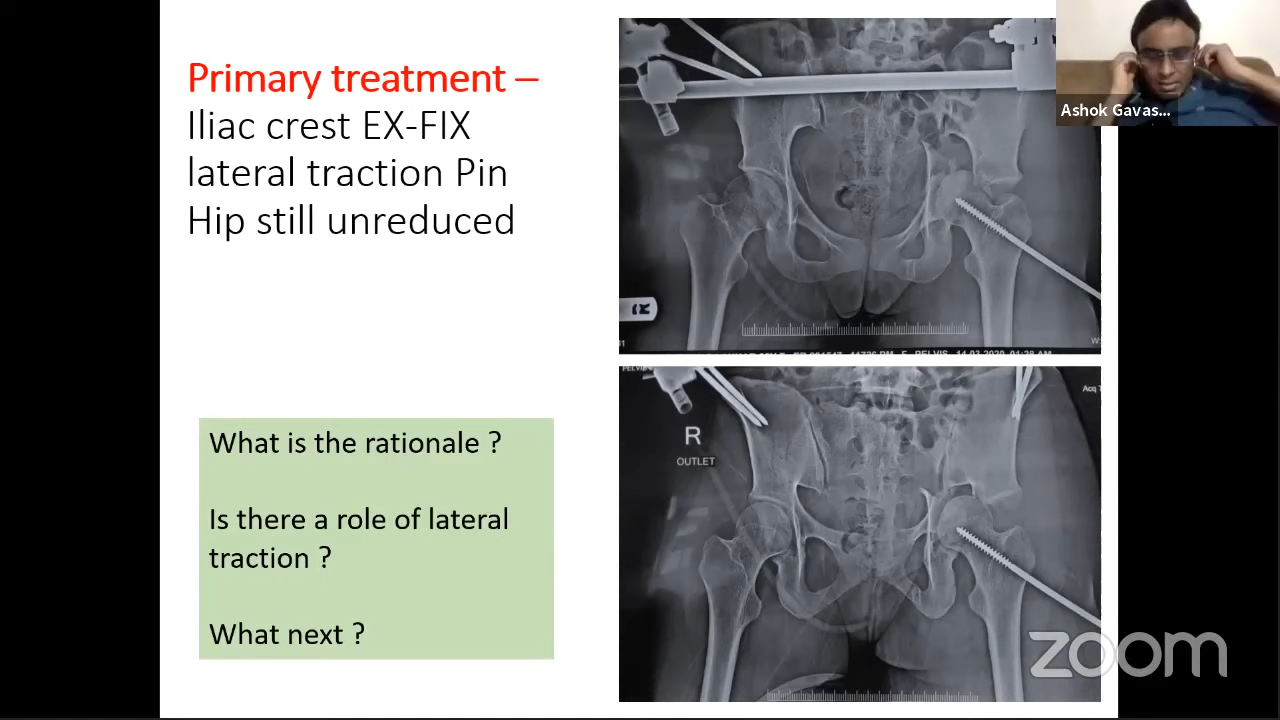 Primary treatment –
Iliac crest EX-FIX
lateral traction Pin
Hip still unreduced
What is the rationale ?
Is there a role of lateral
traction ?
What next ?
Ashok Gavas...
R
OUTLET
Acq
zoom